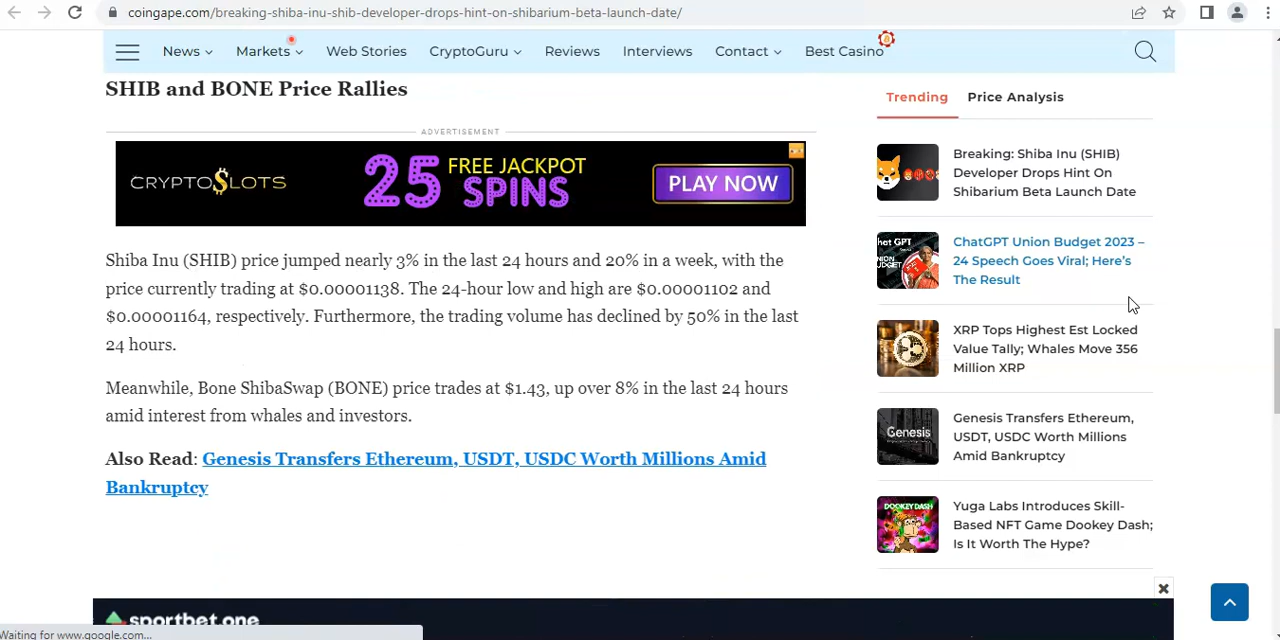 coingape.com/breaking-shiba-inu-shib-developer-drops-hint-on-shibarium-beta-launch-date/
News Markets Web Stories CryptoGuru Reviews Interviews Contact Best Casino
SHIB and BONE Price Rallies
ADVERTISEMENT
CRYPTOSLOTS
25 FREE JACKPOT
SPINS
PLAY NOW
Shiba Inu (SHIB) price jumped nearly 3% in the last 24 hours and 20% in a week, with the
price currently trading at $0.00001138. The 24-hour low and high are $0.00001102 and
$0.00001164, respectively. Furthermore, the trading volume has declined by 50% in the last
24 hours.
Meanwhile, Bone ShibaSwap (BONE) price trades at $1.43, up over 8% in the last 24 hours
amid interest from whales and investors.
Also Read: Genesis Transfers Ethereum, USDT, USDC Worth Millions Amid
Bankruptcy
Trending Price Analysis
Breaking: Shiba Inu (SHIB)
Developer Drops Hint On
Shibarium Beta Launch Date
ChatGPT Union Budget 2023 –
24 Speech Goes Viral; Here's
The Result
XRP Tops Highest Est Locked
Value Tally; Whales Move 356
Million XRP
Genesis
Genesis Transfers Ethereum,
USDT, USDC Worth Millions
Amid Bankruptcy
DOOKEY DASH
Yuga Labs Introduces Skill-
Based NFT Game Dookey Dash;
Is It Worth The Hype?
sportbet.one
Waiting for www.google.com...